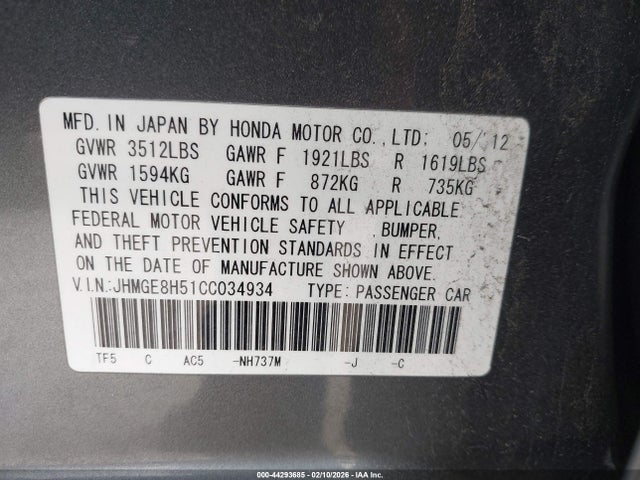 MFD. IN JAPAN BY HONDA MOTOR CO., LTD: 05/12
GVWR 3512LBS GAWR F 1921LBS R 1619LBS
GVWR 1594KG GAWR F 872KG R 735KG
THIS VEHICLE CONFORMS TO ALL APPLICABLE
FEDERAL MOTOR VEHICLE SAFETY ,BUMPER,
AND THEFT PREVENTION STANDARDS IN EFFECT
ON THE DATE OF MANUFACTURE SHOWN ABOVE.
V.I.N.:JHMGE8H51CC034934 TYPE: PASSENGER CAR
TF5 C AC5 -NH737M -J -C
000-44293685 - 02/10/2026 - IAA Inc.